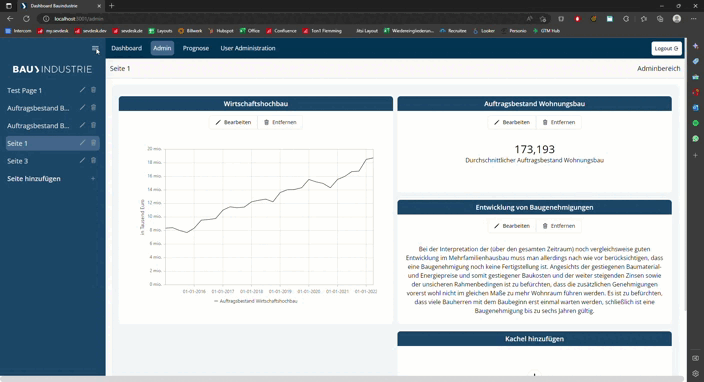 Dashboard Bauindustrie
localhost:3001/admin
Intercom
my.sevdesk
sevdesk.dev
sevdesk.de
Layouts
Billwerk
Hubspot
Office
Confluence
1on1 Flemming
Jitsi Layout
Wiedereingliederun...
Recruitee
Looker
Personio
GTM Hub
Dashboard
Admin
Prognose
User Administration
Logout
BAU INDUSTRIE
Seite 1
Adminbereich
Test Page 1
Auftragsbestand B...
Auftragsbestand B...
Seite 1
Seite 3
Seite hinzufügen
Wirtschaftshochbau
Bearbeiten
Entfernen
in Tausend Euro
20 mio.
18 mio.
16 mio.
14 mio.
12 mio.
10 mio.
8 mio.
6 mio.
4 mio.
2 mio.
0 mio.
01-01-2016
01-01-2017
01-01-2018
01-01-2019
01-01-2020
01-01-2021
01-01-2022
Auftragsbestand Wirtschaftshochbau
Auftragsbestand Wohnungsbau
Bearbeiten
Entfernen
173,193
Durchschnittlicher Auftragsbestand Wohnungsbau
Entwicklung von Baugenehmigungen
Bearbeiten
Entfernen
Bei der Interpretation der (über den gesamten Zeitraum) noch vergleichsweise guten
Entwicklung im Mehrfamilienhausbau muss man allerdings nach wie vor berücksichtigen, dass
eine Baugenehmigung noch keine Fertigstellung ist. Angesichts der gestiegenen Baumaterial-
und Energiepreise und somit gestiegener Baukosten und der weiter steigenden Zinsen sowie
der unsicheren Rahmenbedingungen ist zu befürchten, dass die zusätzlichen Genehmigungen
vorerst wohl nicht im gleichen Maße zu mehr Wohnraum führen werden. Es ist zu befürchten,
dass viele Bauherren mit dem Baubeginn erst einmal warten werden, schließlich ist eine
Baugenehmigung bis zu sechs Jahren gültig.
Kachel hinzufügen